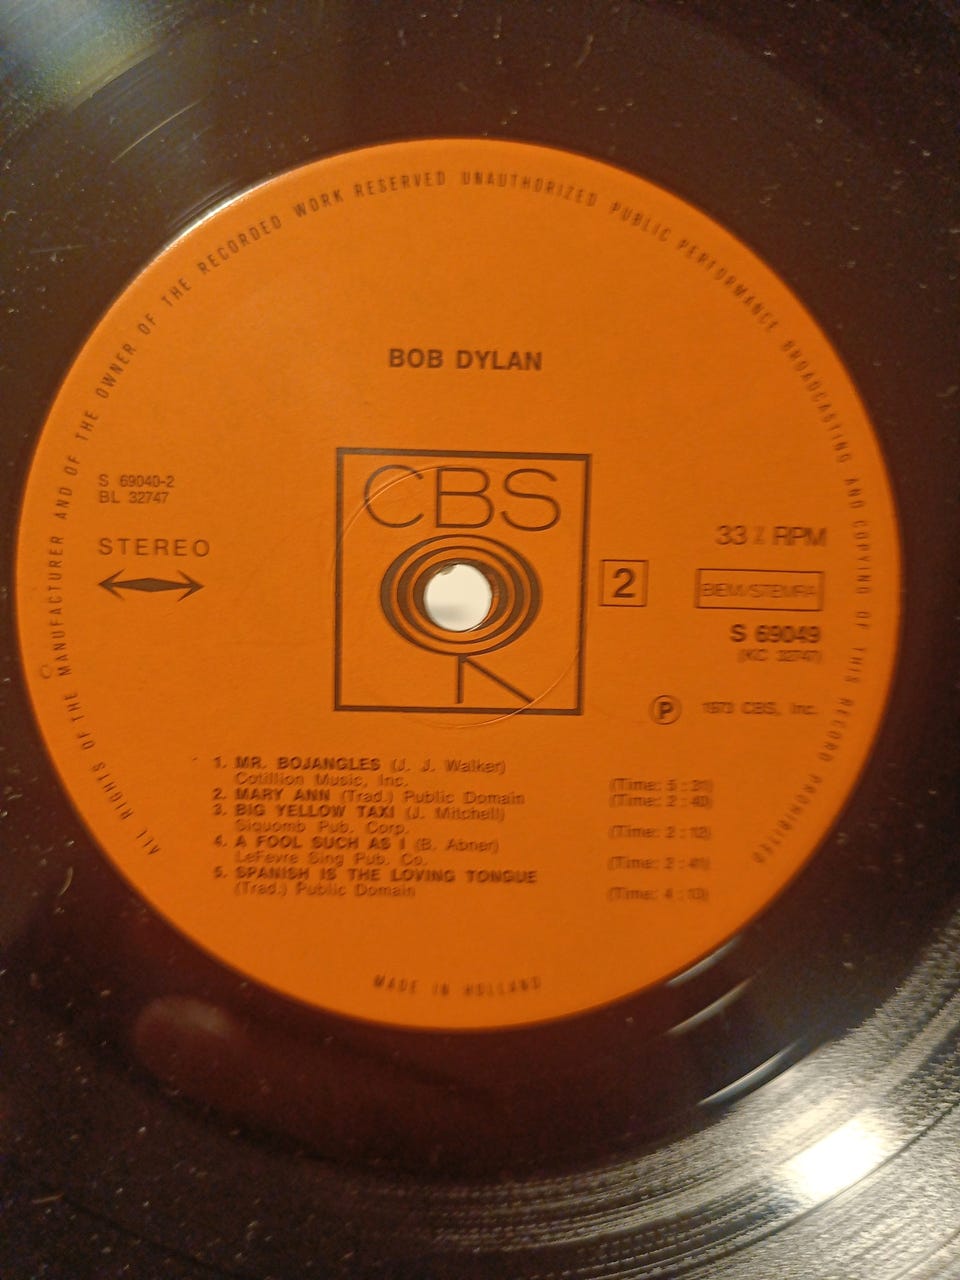 ALL RIGHTS OF THE MANUFACTURER AND OF THE OWNER OF THE RECORDED WORK RESERVED UNAUTHORIZED PUBLIC PERFORMANCE BROADCASTING AND COPYING OF THIS RECORD PROHIBITED
BOB DYLAN
CBS
S 69040-2
BL 32747
STEREO
2
33 ⅓ RPM
BIEM/STEMRA
S 69049
(KC 32747)
Ⓟ 1973 CBS, Inc.
1. MR. BOJANGLES (J. J. Walker)
Cotillion Music, Inc. (Time: 5 : 31)
2. MARY ANN (Trad.) Public Domain (Time: 2 : 40)
3. BIG YELLOW TAXI (J. Mitchell)
Siquomb Pub. Corp. (Time: 2 : 12)
4. A FOOL SUCH AS I (B. Abner)
LeFevre Sing Pub. Co. (Time: 2 : 41)
5. SPANISH IS THE LOVING TONGUE
(Trad.) Public Domain (Time: 4 : 13)
MADE IN HOLLAND